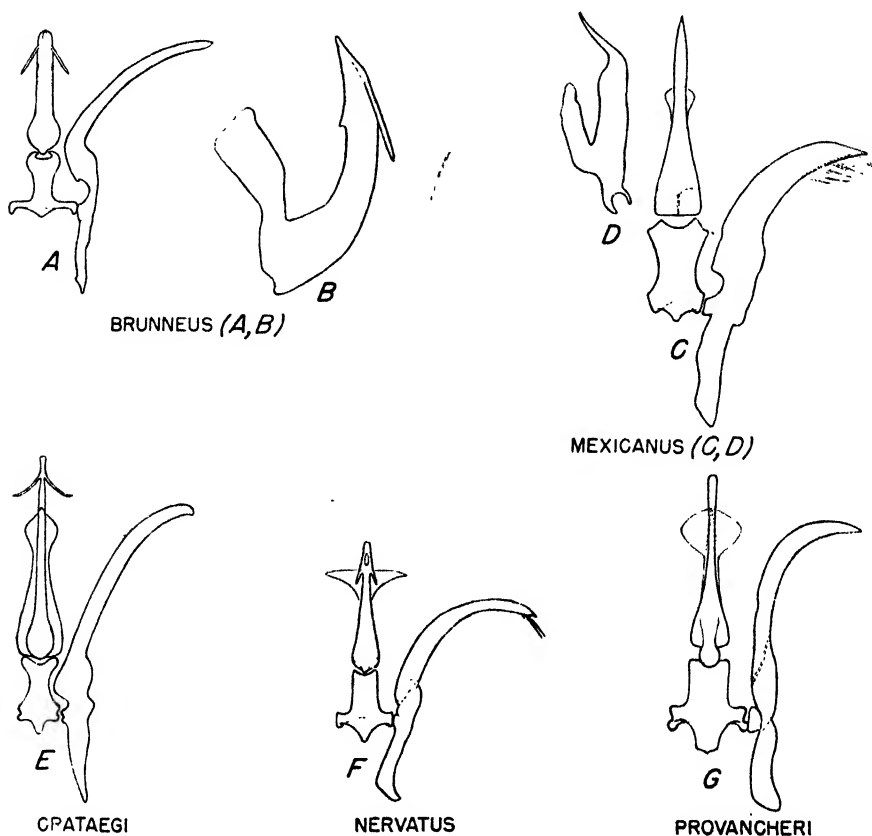 A
B
BRUNNEUS (A,B)
D
C
MEXICANUS (C,D)
E
F
G
CPATAEGI
NERVATUS
PROVANCHERI